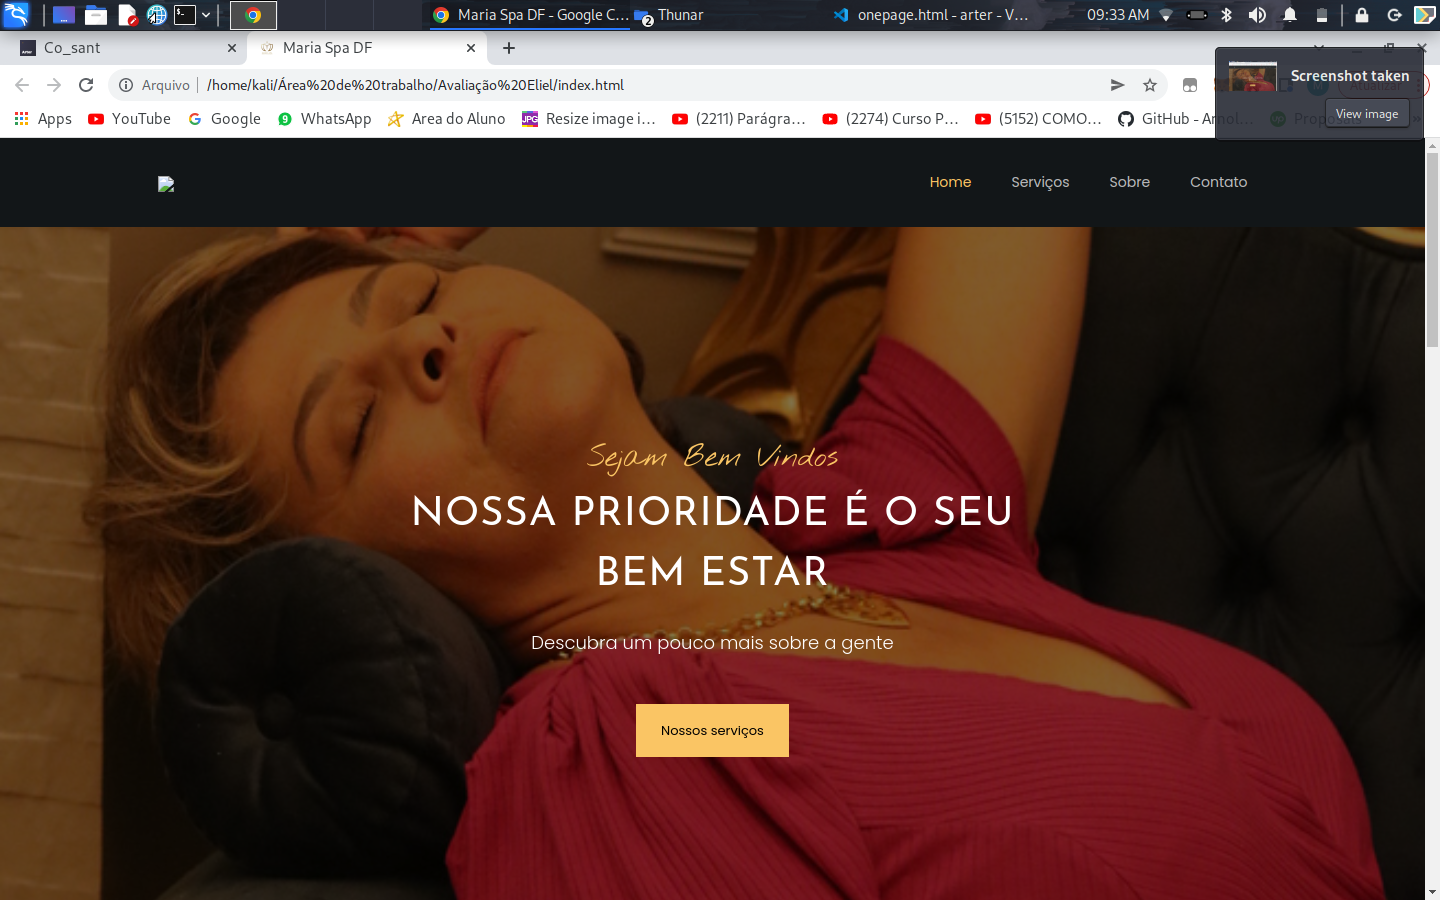 Maria Spa DF - Google C...
2
Thunar
onepage.html - arter - V...
09:33 AM
Co_sant
Maria Spa DF
Screenshot taken
View image
Arquivo
/home/kali/Área%20de%20trabalho/Avaliação%20Eliel/index.html
Apps
YouTube
Google
9
WhatsApp
Area do Aluno
JPG
Resize image i...
(2211) Parágra...
(2274) Curso P...
(5152) COMO...
GitHub - Arnol...
Home
Serviços
Sobre
Contato
Sejam Bem Vindos
NOSSA PRIORIDADE É O SEU
BEM ESTAR
Descubra um pouco mais sobre a gente
Nossos serviços